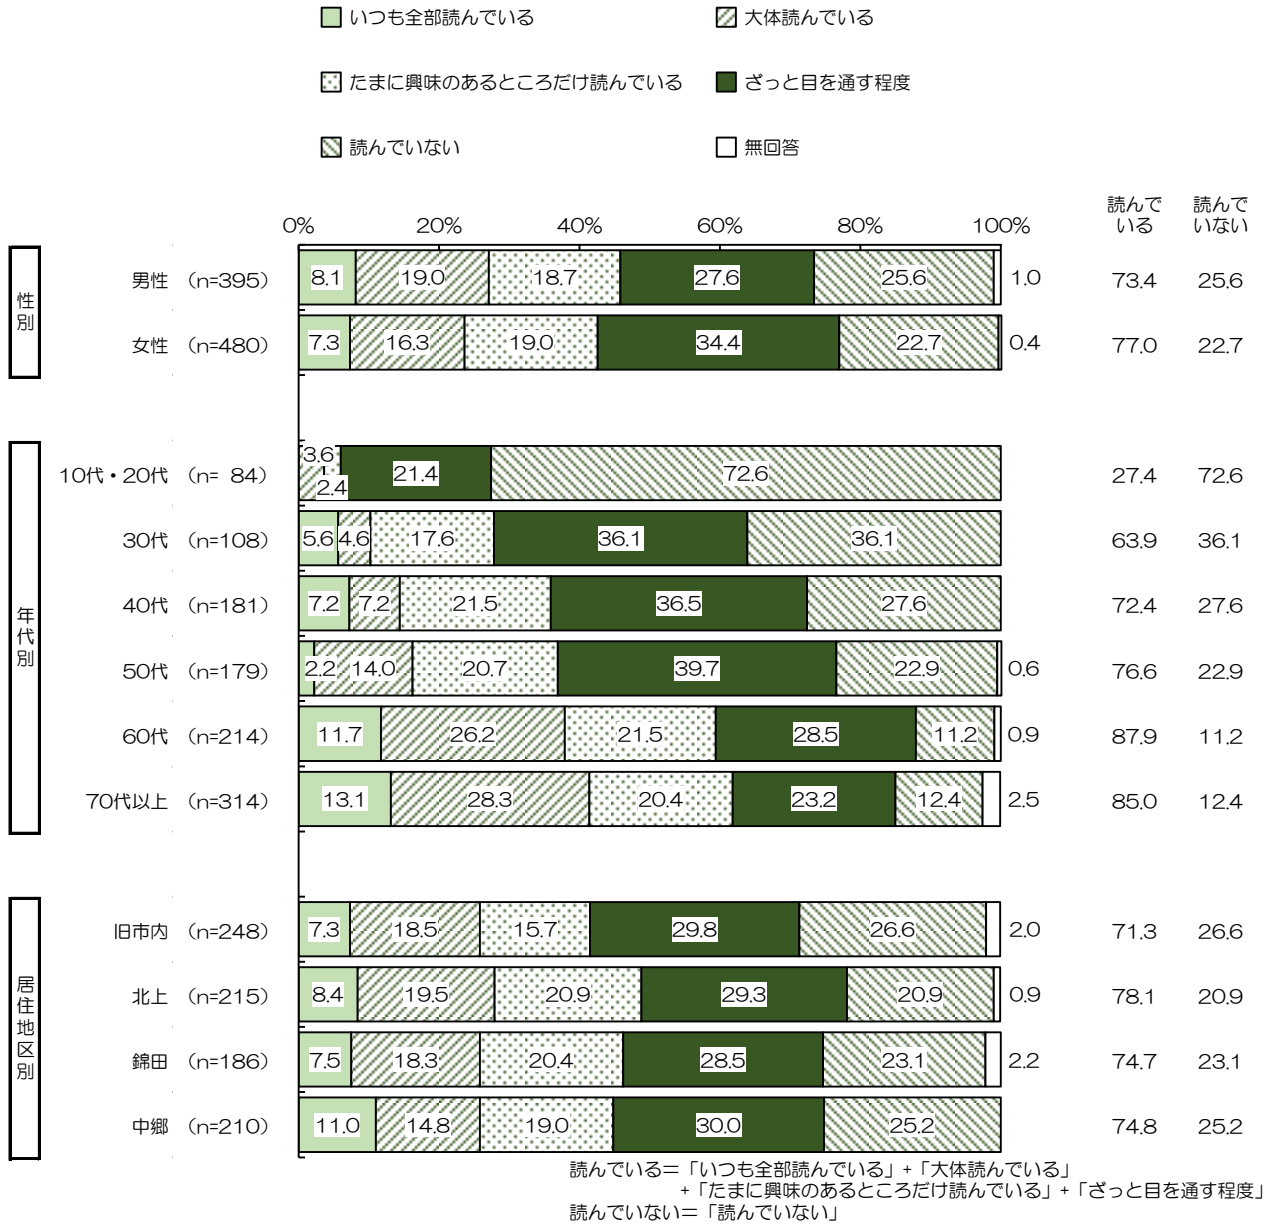 いつも全部読んでいる 大体読んでいる
たまに興味のあるところだけ読んでいる ざっと目を通す程度
読んでいない 無回答
0% 20% 40% 60% 80% 100%
読んで
いる
読んで
いない
性別
男性 (n=395) 8.1 19.0 18.7 27.6 25.6 1.0 73.4 25.6
女性 (n=480) 7.3 16.3 19.0 34.4 22.7 0.4 77.0 22.7
年代別
10代・20代 (n= 84) 3.6 2.4 21.4 72.6 27.4 72.6
30代 (n=108) 5.6 4.6 17.6 36.1 36.1 63.9 36.1
40代 (n=181) 7.2 7.2 21.5 36.5 27.6 72.4 27.6
50代 (n=179) 2.2 14.0 20.7 39.7 22.9 0.6 76.6 22.9
60代 (n=214) 11.7 26.2 21.5 28.5 11.2 0.9 87.9 11.2
70代以上 (n=314) 13.1 28.3 20.4 23.2 12.4 2.5 85.0 12.4
居住地区別
旧市内 (n=248) 7.3 18.5 15.7 29.8 26.6 2.0 71.3 26.6
北上 (n=215) 8.4 19.5 20.9 29.3 20.9 0.9 78.1 20.9
錦田 (n=186) 7.5 18.3 20.4 28.5 23.1 2.2 74.7 23.1
中郷 (n=210) 11.0 14.8 19.0 30.0 25.2 74.8 25.2
読んでいる＝「いつも全部読んでいる」+「大体読んでいる」
+「たまに興味のあるところだけ読んでいる」+「ざっと目を通す程度」
読んでいない＝「読んでいない」